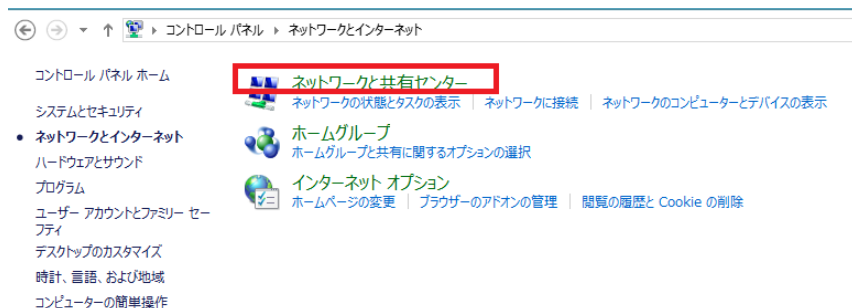 コントロール パネル ▸ ネットワークとインターネット
コントロール パネル ホーム
システムとセキュリティ
ネットワークとインターネット
ハードウェアとサウンド
プログラム
ユーザー アカウントとファミリー セー
フティ
デスクトップのカスタマイズ
時計、言語、および地域
コンピューターの簡単操作
ネットワークと共有センター
ネットワークの状態とタスクの表示 | ネットワークに接続 | ネットワークのコンピューターとデバイスの表示
ホームグループ
ホームグループと共有に関するオプションの選択
インターネット オプション
ホームページの変更 | ブラウザーのアドオンの管理 | 閲覧の履歴と Cookie の削除